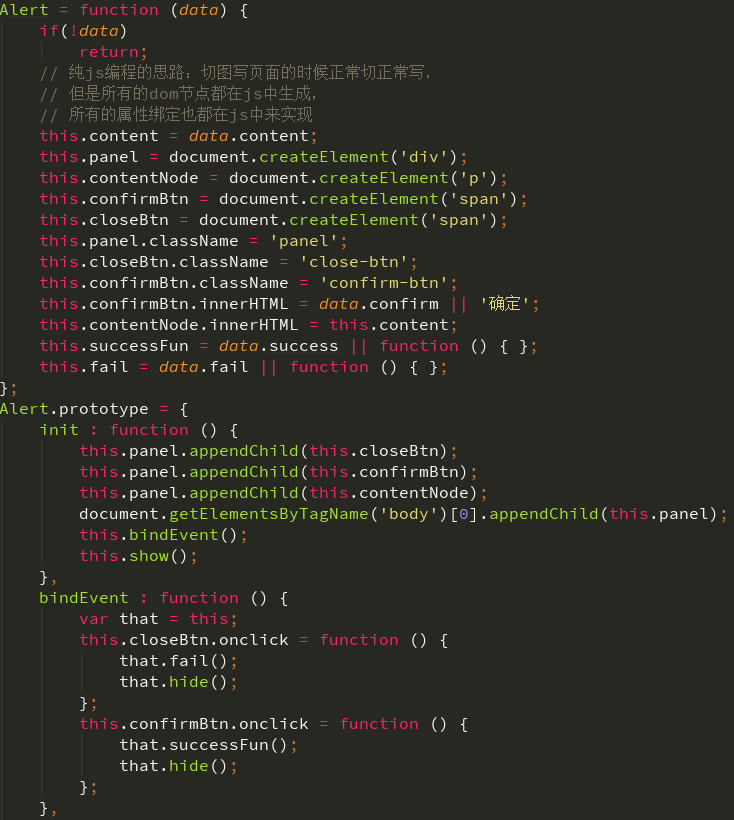 Alert = function (data) {
    if(!data)
        return;
    // 纯js编程的思路：切图写页面的时候正常切正常写，
    // 但是所有的dom节点都在js中生成，
    // 所有的属性绑定也都在js中来实现
    this.content = data.content;
    this.panel = document.createElement('div');
    this.contentNode = document.createElement('p');
    this.confirmBtn = document.createElement('span');
    this.closeBtn = document.createElement('span');
    this.panel.className = 'panel';
    this.closeBtn.className = 'close-btn';
    this.confirmBtn.className = 'confirm-btn';
    this.confirmBtn.innerHTML = data.confirm || '确定';
    this.contentNode.innerHTML = this.content;
    this.successFun = data.success || function () { };
    this.fail = data.fail || function () { };
};
Alert.prototype = {
    init : function () {
        this.panel.appendChild(this.closeBtn);
        this.panel.appendChild(this.confirmBtn);
        this.panel.appendChild(this.contentNode);
        document.getElementsByTagName('body')[0].appendChild(this.panel);
        this.bindEvent();
        this.show();
    },
    bindEvent : function () {
        var that = this;
        this.closeBtn.onclick = function () {
            that.fail();
            that.hide();
        };
        this.confirmBtn.onclick = function () {
            that.successFun();
            that.hide();
        };
    },